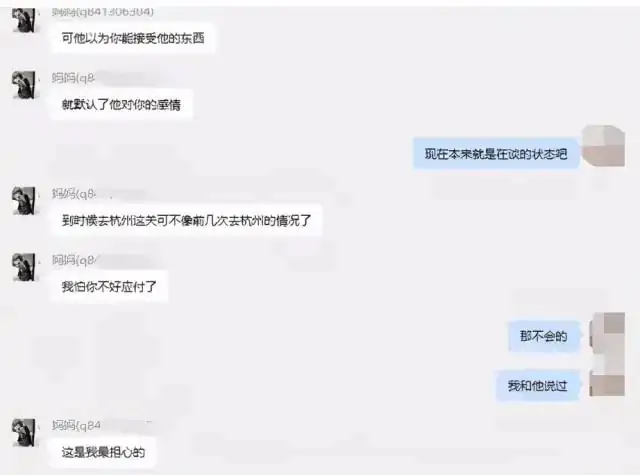 妈妈(q841306304)
可他以为你能接受他的东西
妈妈(q8
就默认了他对你的感情
现在本来就是在谈的状态吧
妈妈(q8
到时候去杭州这关可不像前几次去杭州的情况了
妈妈(q8
我怕你不好应付了
那不会的
我和他说过
妈妈(q84
这是我最担心的